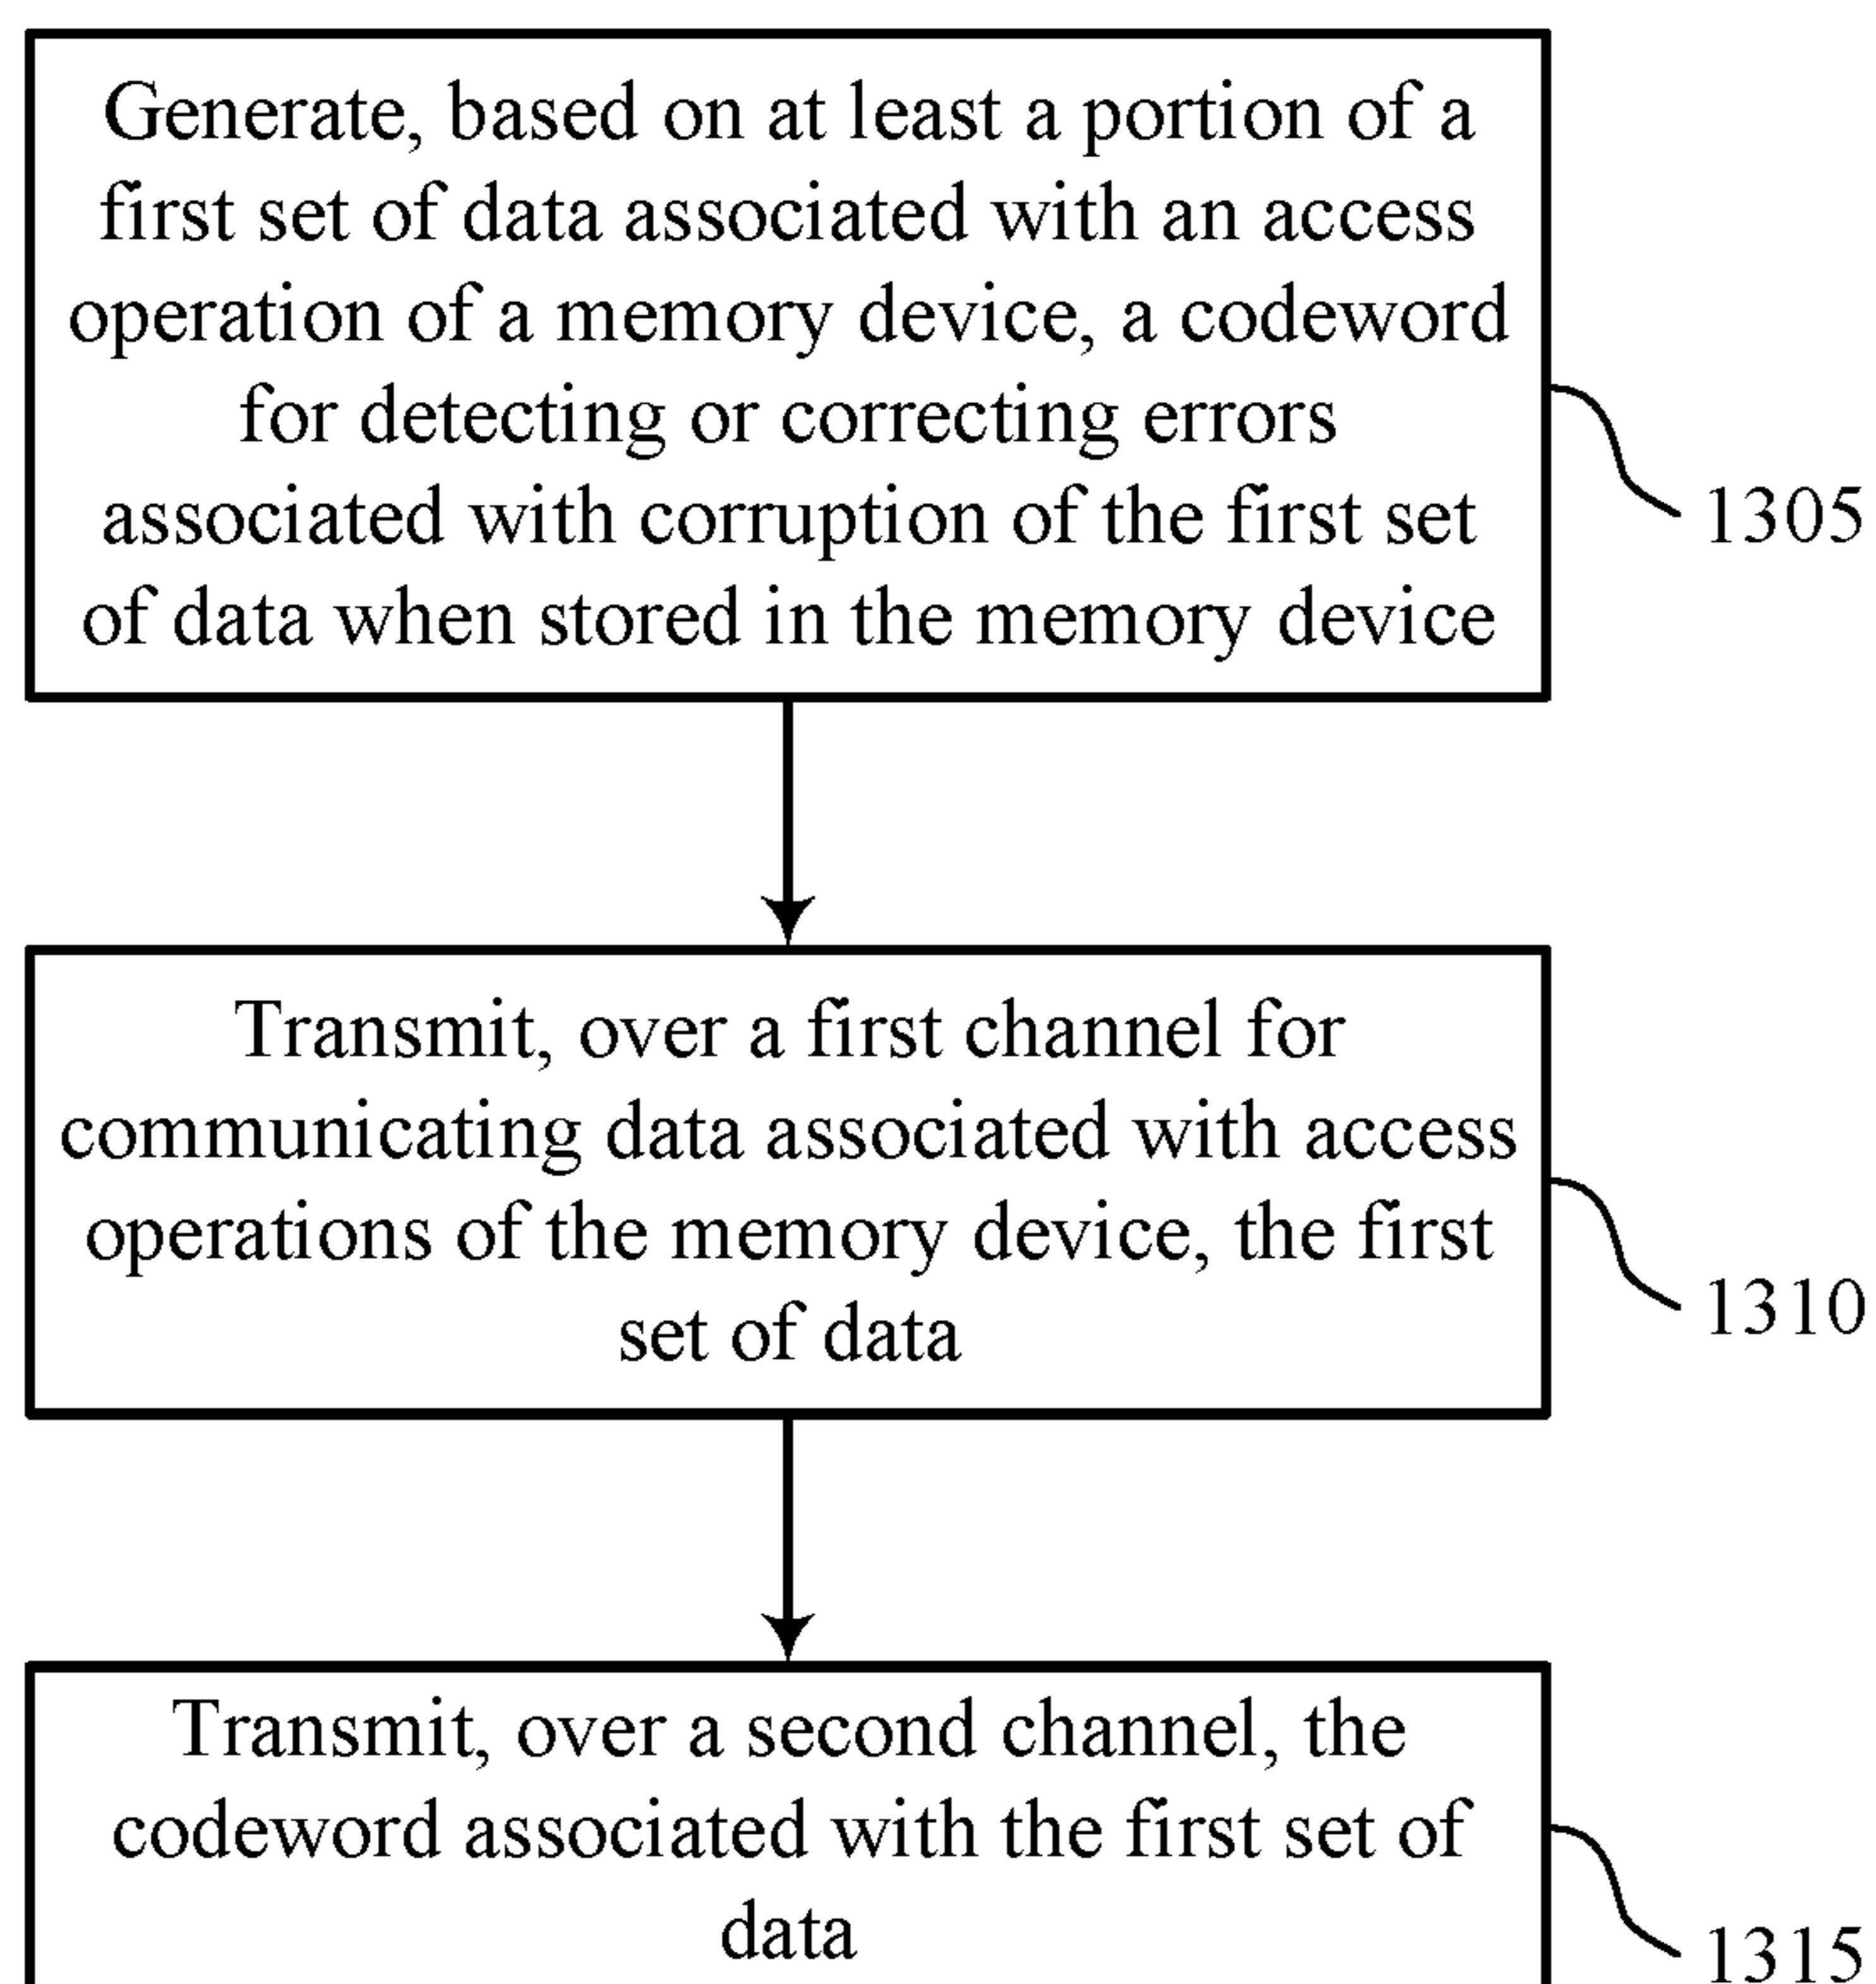 Generate, based on at least a portion of a
first set of data associated with an access
operation of a memory device, a codeword
for detecting or correcting errors
associated with corruption of the first set
of data when stored in the memory device
1305
Transmit, over a first channel for
communicating data associated with access
operations of the memory device, the first
set of data
1310
Transmit, over a second channel, the
codeword associated with the first set of
data
1315